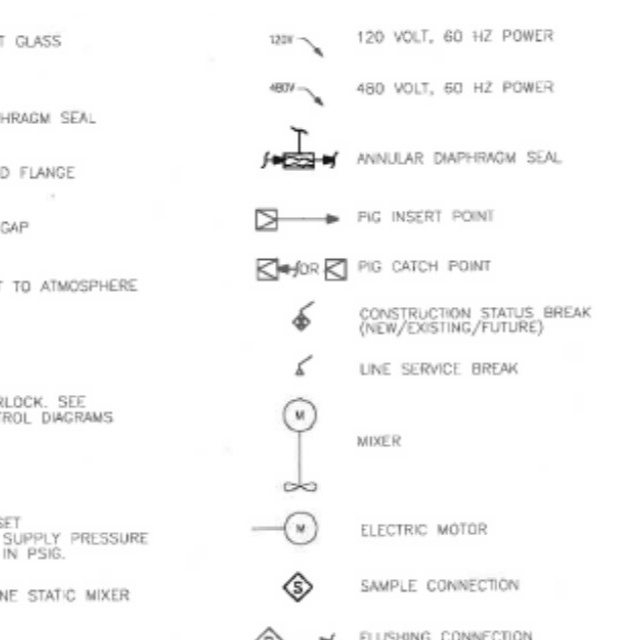 T GLASS
HRAGM SEAL
D FLANGE
GAP
T TO ATMOSPHERE
RLOCK. SEE
TROL DIAGRAMS
SET
SUPPLY PRESSURE
IN PSIG.
NE STATIC MIXER
120V 120 VOLT, 60 HZ POWER
480V 480 VOLT, 60 HZ POWER
ANNULAR DIAPHRAGM SEAL
PIG INSERT POINT
OR PIG CATCH POINT
CONSTRUCTION STATUS BREAK
(NEW/EXISTING/FUTURE)
LINE SERVICE BREAK
M
MIXER
M ELECTRIC MOTOR
S SAMPLE CONNECTION
FLUSHING CONNECTION